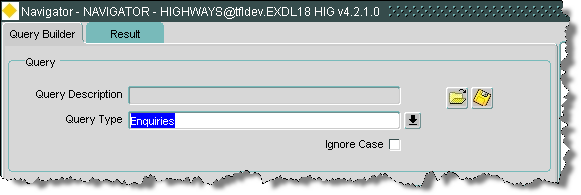 Navigator - NAVIGATOR - HIGHWAYS@tfldev.EXDL18 HIG v4.2.1.0
Query Builder Result
Query
Query Description
Query Type Enquiries
Ignore Case